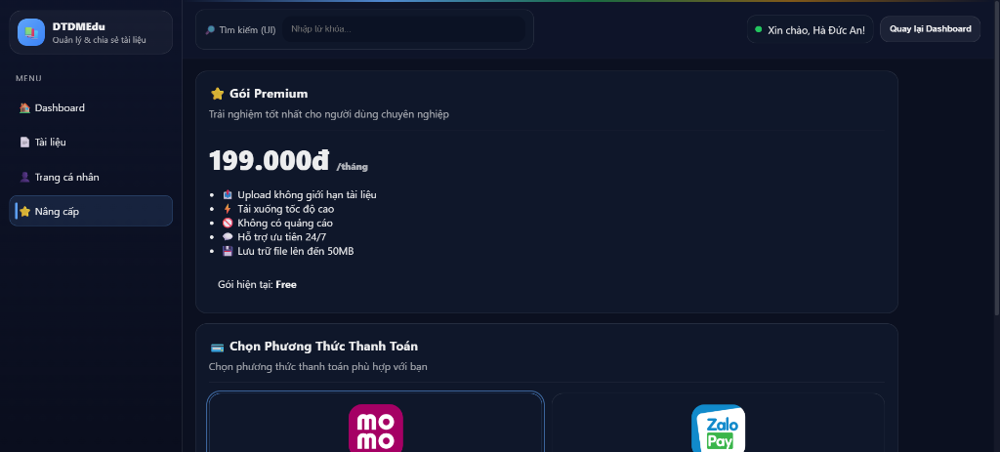 DTDMEdu
Quản lý & chia sẻ tài liệu
MENU
Dashboard
Tài liệu
Trang cá nhân
Nâng cấp
Tìm kiếm (UI)
Nhập từ khóa...
Xin chào, Hà Đức An!
Quay lại Dashboard
Gói Premium
Trải nghiệm tốt nhất cho người dùng chuyên nghiệp
199.000đ /tháng
Upload không giới hạn tài liệu
Tải xuống tốc độ cao
Không có quảng cáo
Hỗ trợ ưu tiên 24/7
Lưu trữ file lên đến 50MB
Gói hiện tại: Free
Chọn Phương Thức Thanh Toán
Chọn phương thức thanh toán phù hợp với bạn
mo
mo
Zalo
Pay